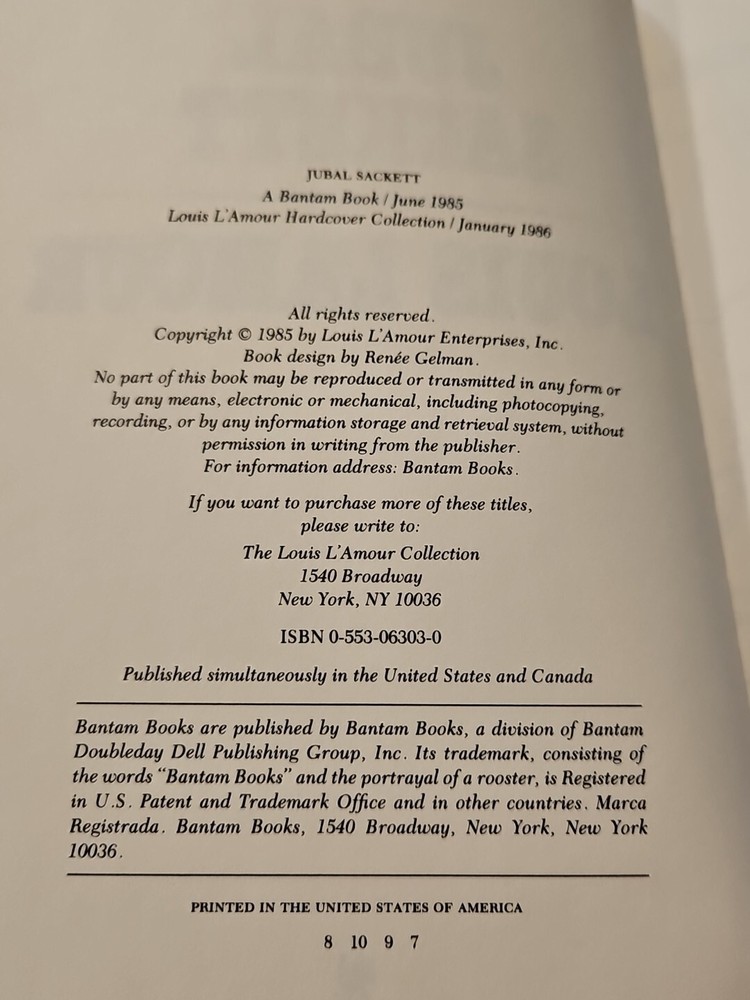 JUBAL SACKETT
A Bantam Book / June 1985
Louis L'Amour Hardcover Collection / January 1986
All rights reserved.
Copyright © 1985 by Louis L'Amour Enterprises, Inc.
Book design by Renée Gelman.
No part of this book may be reproduced or transmitted in any form or
by any means, electronic or mechanical, including photocopying,
recording, or by any information storage and retrieval system, without
permission in writing from the publisher.
For information address: Bantam Books.
If you want to purchase more of these titles,
please write to:
The Louis L'Amour Collection
1540 Broadway
New York, NY 10036
ISBN 0-553-06303-0
Published simultaneously in the United States and Canada
Bantam Books are published by Bantam Books, a division of Bantam
Doubleday Dell Publishing Group, Inc. Its trademark, consisting of
the words "Bantam Books" and the portrayal of a rooster, is Registered
in U.S. Patent and Trademark Office and in other countries. Marca
Registrada. Bantam Books, 1540 Broadway, New York, New York
10036.
PRINTED IN THE UNITED STATES OF AMERICA
8 10 9 7